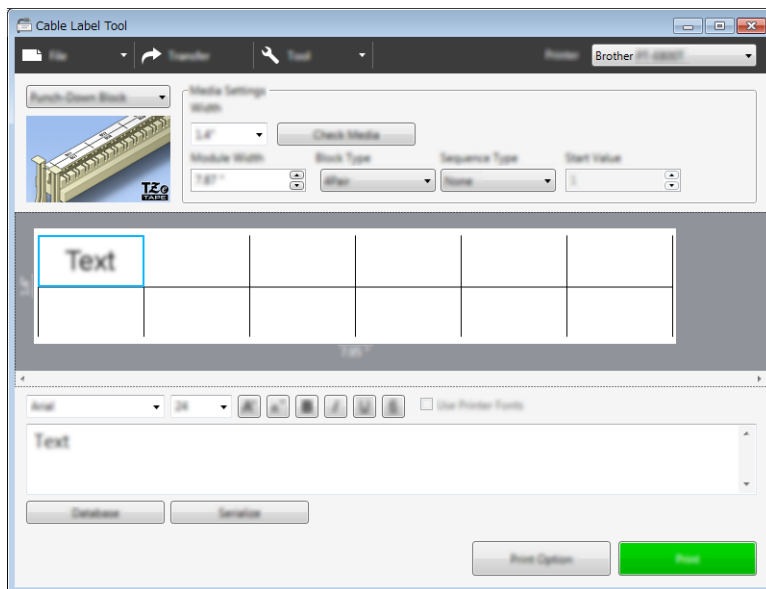 Cable Label Tool
File Transfer Tool Printer Brother
Punch-Down Block
Media Settings
Width
1.4" Check Media
Module Width Block Type Sequence Type Start Value
7.87 " 4Pair None 1
TZe
TAPE
Text
Arial 24 Use Printer Fonts
Text
Database Serialize
Print Option Print